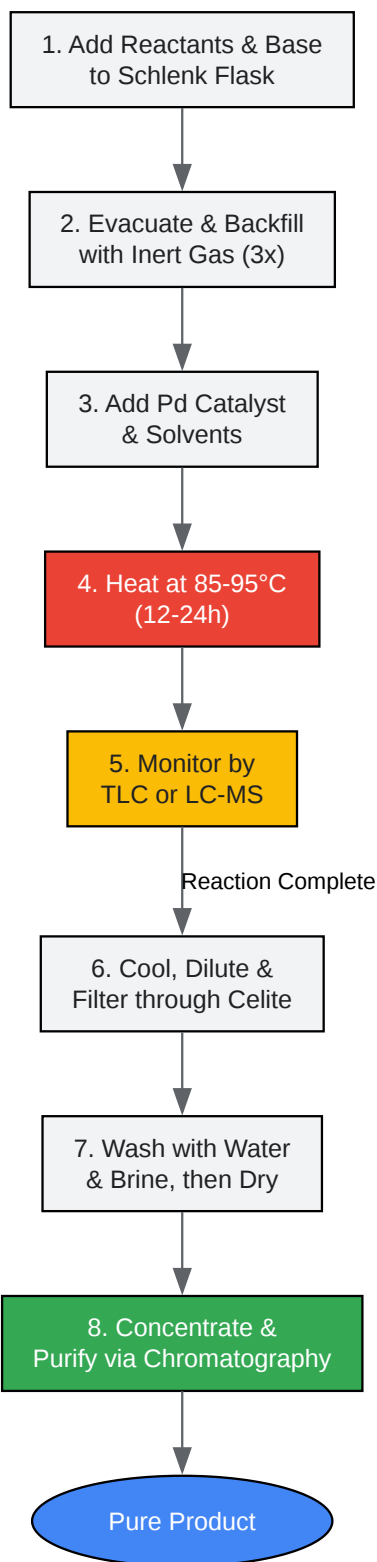 1. Add Reactants & Base
to Schlenk Flask
2. Evacuate & Backfill
with Inert Gas (3x)
3. Add Pd Catalyst
& Solvents
4. Heat at 85-95°C
(12-24h)
5. Monitor by
TLC or LC-MS
Reaction Complete
6. Cool, Dilute &
Filter through Celite
7. Wash with Water
& Brine, then Dry
8. Concentrate &
Purify via Chromatography
Pure Product